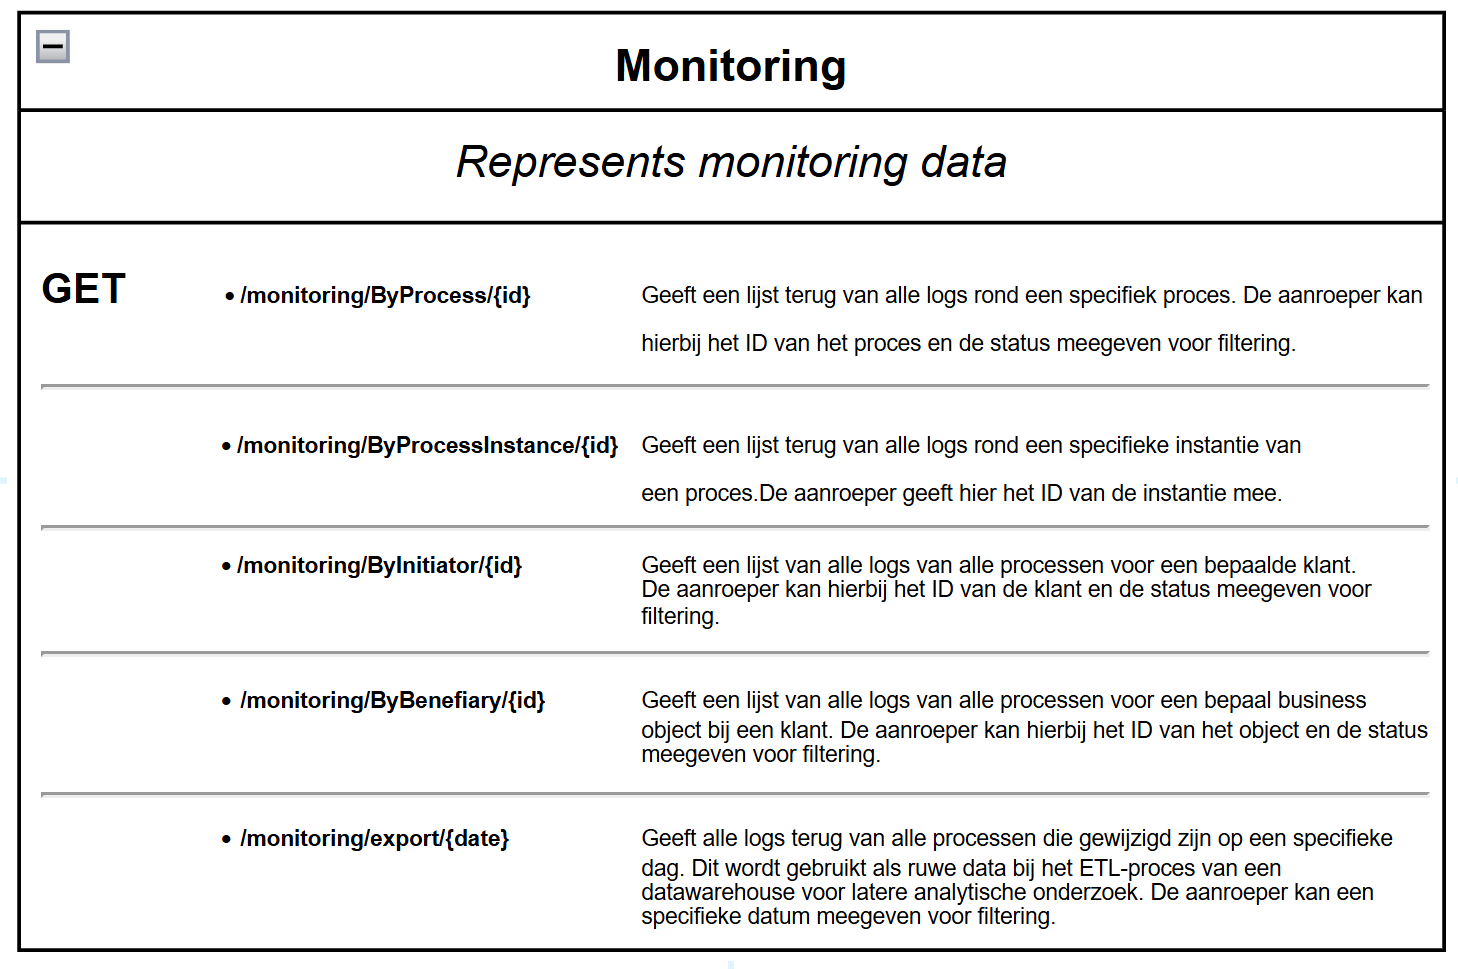 Monitoring
Represents monitoring data
GET
• /monitoring/ByProcess/{id}
Geeft een lijst terug van alle logs rond een specifiek proces. De aanroeper kan
hierbij het ID van het proces en de status meegeven voor filtering.
• /monitoring/ByProcessInstance/{id}
Geeft een lijst terug van alle logs rond een specifieke instantie van
een proces.De aanroeper geeft hier het ID van de instantie mee.
• /monitoring/ByInitiator/{id}
Geeft een lijst van alle logs van alle processen voor een bepaalde klant.
De aanroeper kan hierbij het ID van de klant en de status meegeven voor
filtering.
• /monitoring/ByBenefiary/{id}
Geeft een lijst van alle logs van alle processen voor een bepaal business
object bij een klant. De aanroeper kan hierbij het ID van het object en de status
meegeven voor filtering.
• /monitoring/export/{date}
Geeft alle logs terug van alle processen die gewijzigd zijn op een specifieke
dag. Dit wordt gebruikt als ruwe data bij het ETL-proces van een
datawarehouse voor latere analytische onderzoek. De aanroeper kan een
specifieke datum meegeven voor filtering.